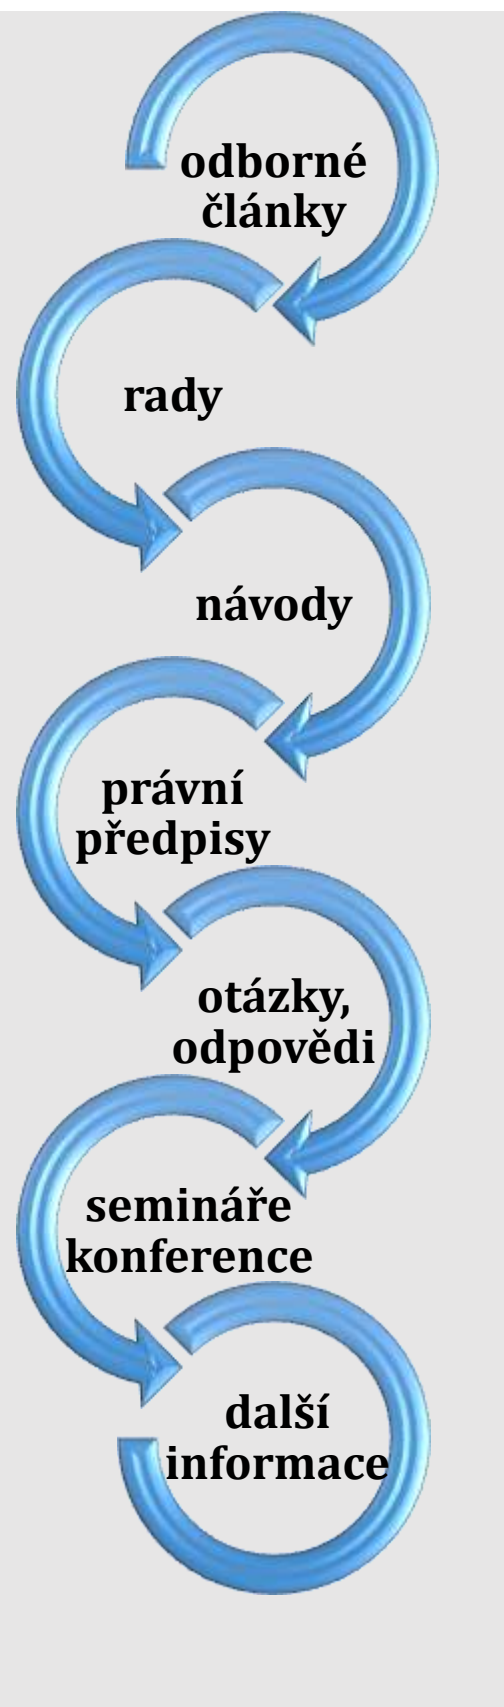 odborné
články
rady
návody
právní
předpisy
otázky,
odpovědi
semináře
konference
další
informace